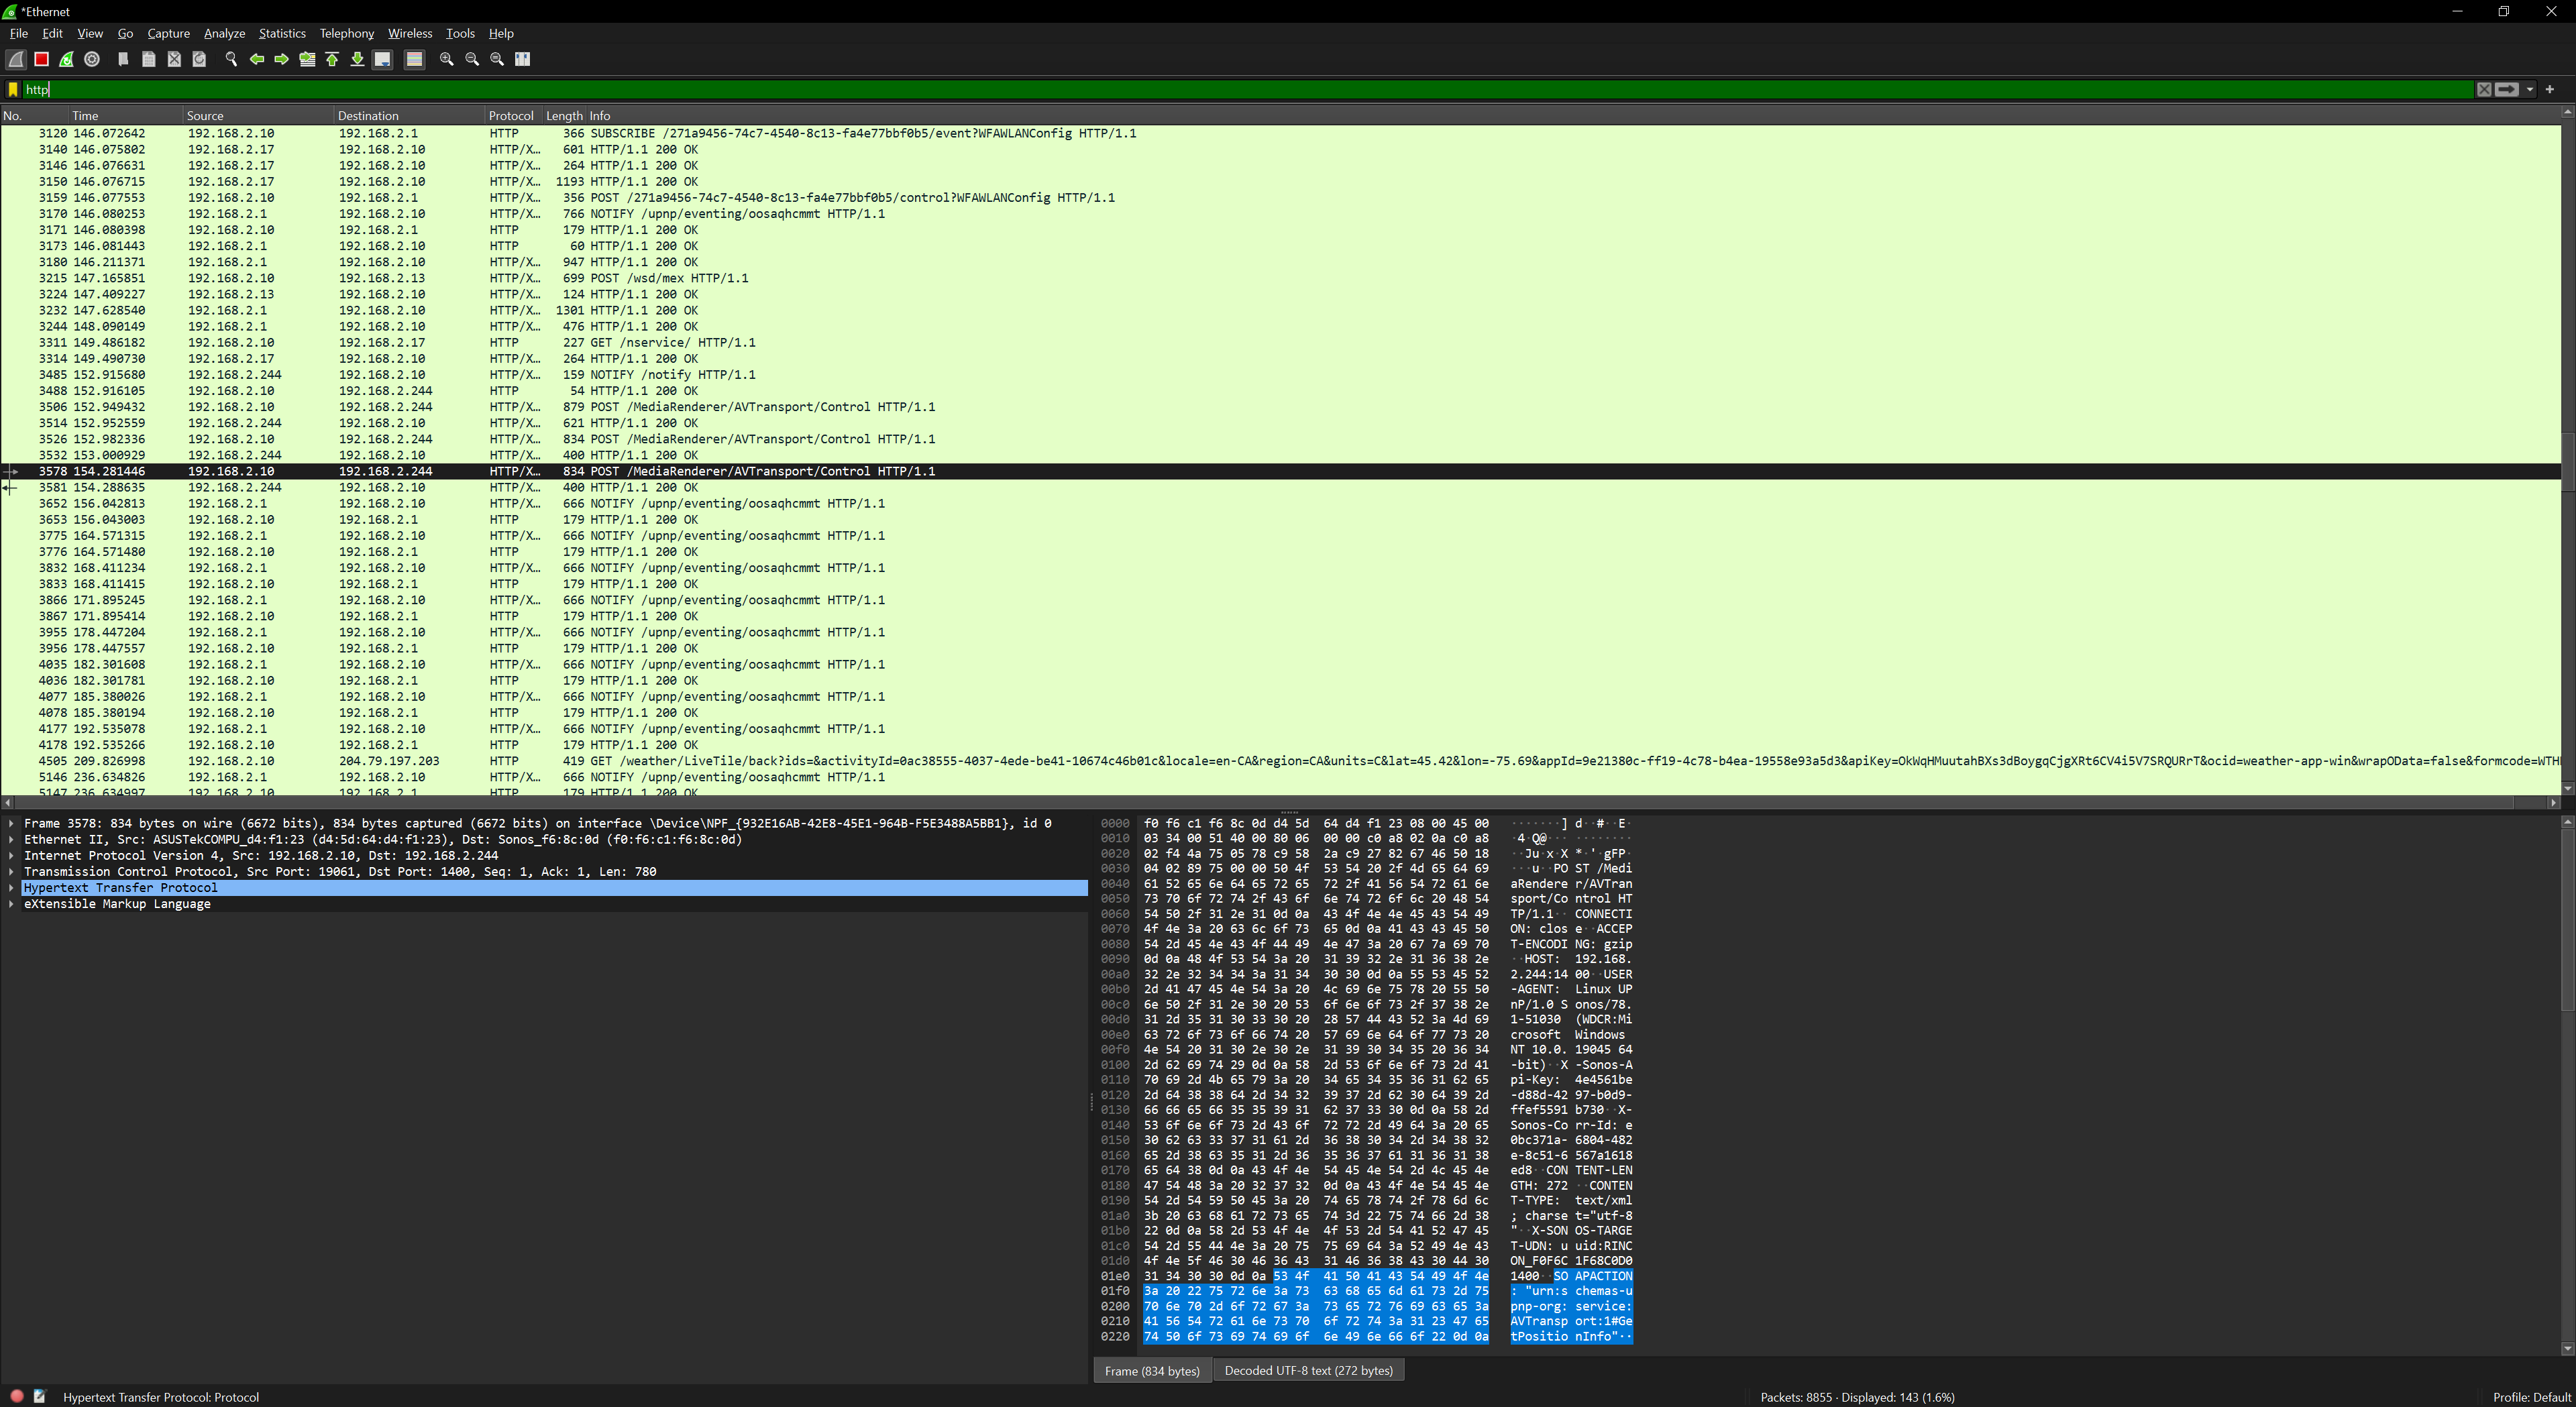 *Ethernet
File Edit View Go Capture Analyze Statistics Telephony Wireless Tools Help
http
No. Time Source Destination Protocol Length Info
3120 146.072642 192.168.2.10 192.168.2.1 HTTP 366 SUBSCRIBE /271a9456-74c7-4540-8c13-fa4e77bbf0b5/event?WFAWLANConfig HTTP/1.1
3140 146.075802 192.168.2.17 192.168.2.10 HTTP/X… 601 HTTP/1.1 200 OK
3146 146.076631 192.168.2.17 192.168.2.10 HTTP/X… 264 HTTP/1.1 200 OK
3150 146.076715 192.168.2.17 192.168.2.10 HTTP/X… 1193 HTTP/1.1 200 OK
3159 146.077553 192.168.2.10 192.168.2.1 HTTP/X… 356 POST /271a9456-74c7-4540-8c13-fa4e77bbf0b5/control?WFAWLANConfig HTTP/1.1
3170 146.080253 192.168.2.1 192.168.2.10 HTTP/X… 766 NOTIFY /upnp/eventing/oosaqhcmmt HTTP/1.1
3171 146.080398 192.168.2.10 192.168.2.1 HTTP 179 HTTP/1.1 200 OK
3173 146.081443 192.168.2.1 192.168.2.10 HTTP 60 HTTP/1.1 200 OK
3180 146.211371 192.168.2.1 192.168.2.10 HTTP/X… 947 HTTP/1.1 200 OK
3215 147.165851 192.168.2.10 192.168.2.13 HTTP/X… 699 POST /wsd/mex HTTP/1.1
3224 147.409227 192.168.2.13 192.168.2.10 HTTP/X… 124 HTTP/1.1 200 OK
3232 147.628540 192.168.2.1 192.168.2.10 HTTP/X… 1301 HTTP/1.1 200 OK
3244 148.090149 192.168.2.1 192.168.2.10 HTTP/X… 476 HTTP/1.1 200 OK
3311 149.486182 192.168.2.10 192.168.2.17 HTTP 227 GET /nservice/ HTTP/1.1
3314 149.490730 192.168.2.17 192.168.2.10 HTTP/X… 264 HTTP/1.1 200 OK
3485 152.915680 192.168.2.244 192.168.2.10 HTTP/X… 159 NOTIFY /notify HTTP/1.1
3488 152.916105 192.168.2.10 192.168.2.244 HTTP 54 HTTP/1.1 200 OK
3506 152.949432 192.168.2.10 192.168.2.244 HTTP/X… 879 POST /MediaRenderer/AVTransport/Control HTTP/1.1
3514 152.952559 192.168.2.244 192.168.2.10 HTTP/X… 621 HTTP/1.1 200 OK
3526 152.982336 192.168.2.10 192.168.2.244 HTTP/X… 834 POST /MediaRenderer/AVTransport/Control HTTP/1.1
3532 153.000929 192.168.2.244 192.168.2.10 HTTP/X… 400 HTTP/1.1 200 OK
3578 154.281446 192.168.2.10 192.168.2.244 HTTP/X… 834 POST /MediaRenderer/AVTransport/Control HTTP/1.1
3581 154.288635 192.168.2.244 192.168.2.10 HTTP/X… 400 HTTP/1.1 200 OK
3652 156.042813 192.168.2.1 192.168.2.10 HTTP/X… 666 NOTIFY /upnp/eventing/oosaqhcmmt HTTP/1.1
3653 156.043003 192.168.2.10 192.168.2.1 HTTP 179 HTTP/1.1 200 OK
3775 164.571315 192.168.2.1 192.168.2.10 HTTP/X… 666 NOTIFY /upnp/eventing/oosaqhcmmt HTTP/1.1
3776 164.571480 192.168.2.10 192.168.2.1 HTTP 179 HTTP/1.1 200 OK
3832 168.411234 192.168.2.1 192.168.2.10 HTTP/X… 666 NOTIFY /upnp/eventing/oosaqhcmmt HTTP/1.1
3833 168.411415 192.168.2.10 192.168.2.1 HTTP 179 HTTP/1.1 200 OK
3866 171.895245 192.168.2.1 192.168.2.10 HTTP/X… 666 NOTIFY /upnp/eventing/oosaqhcmmt HTTP/1.1
3867 171.895414 192.168.2.10 192.168.2.1 HTTP 179 HTTP/1.1 200 OK
3955 178.447204 192.168.2.1 192.168.2.10 HTTP/X… 666 NOTIFY /upnp/eventing/oosaqhcmmt HTTP/1.1
3956 178.447557 192.168.2.10 192.168.2.1 HTTP 179 HTTP/1.1 200 OK
4035 182.301608 192.168.2.1 192.168.2.10 HTTP/X… 666 NOTIFY /upnp/eventing/oosaqhcmmt HTTP/1.1
4036 182.301781 192.168.2.10 192.168.2.1 HTTP 179 HTTP/1.1 200 OK
4077 185.380026 192.168.2.1 192.168.2.10 HTTP/X… 666 NOTIFY /upnp/eventing/oosaqhcmmt HTTP/1.1
4078 185.380194 192.168.2.10 192.168.2.1 HTTP 179 HTTP/1.1 200 OK
4177 192.535078 192.168.2.1 192.168.2.10 HTTP/X… 666 NOTIFY /upnp/eventing/oosaqhcmmt HTTP/1.1
4178 192.535266 192.168.2.10 192.168.2.1 HTTP 179 HTTP/1.1 200 OK
4505 209.826998 192.168.2.10 204.79.197.203 HTTP 419 GET /weather/LiveTile/back?ids=&activityId=0ac38555-4037-4ede-be41-10674c46b01c&locale=en-CA&region=CA&units=C&lat=45.42&lon=-75.69&appId=9e21380c-ff19-4c78-b4ea-19558e93a5d3&apiKey=OkWqHMuutahBXs3dBoygqCjgXRt6CV4i5V7SRQURrT&ocid=weather-app-win&wrapOData=false&formcode=WTH
5146 236.634826 192.168.2.1 192.168.2.10 HTTP/X… 666 NOTIFY /upnp/eventing/oosaqhcmmt HTTP/1.1
5147 236.634997 192.168.2.10 192.168.2.1 HTTP 179 HTTP/1.1 200 OK
Frame 3578: 834 bytes on wire (6672 bits), 834 bytes captured (6672 bits) on interface \Device\NPF_{932E16AB-42E8-45E1-964B-F5E3488A5BB1}, id 0
Ethernet II, Src: ASUSTekCOMPU_d4:f1:23 (d4:5d:64:d4:f1:23), Dst: Sonos_f6:8c:0d (f0:f6:c1:f6:8c:0d)
Internet Protocol Version 4, Src: 192.168.2.10, Dst: 192.168.2.244
Transmission Control Protocol, Src Port: 19061, Dst Port: 1400, Seq: 1, Ack: 1, Len: 780
Hypertext Transfer Protocol
eXtensible Markup Language
0000 f0 f6 c1 f6 8c 0d d4 5d 64 d4 f1 23 08 00 45 00 ·······] d··#··E·
0010 03 34 00 51 40 00 80 06 00 00 c0 a8 02 0a c0 a8 ·4·Q@··· ········
0020 02 f4 4a 75 05 78 c9 58 2a c9 27 82 67 46 50 18 ··Ju·x·X *·'·gFP·
0030 04 02 89 75 00 00 50 4f 53 54 20 2f 4d 65 64 69 ···u··PO ST /Medi
0040 61 52 65 6e 64 65 72 65 72 2f 41 56 54 72 61 6e aRendere r/AVTran
0050 73 70 6f 72 74 2f 43 6f 6e 74 72 6f 6c 20 48 54 sport/Co ntrol HT
0060 54 50 2f 31 2e 31 0d 0a 43 4f 4e 4e 45 43 54 49 TP/1.1·· CONNECTI
0070 4f 4e 3a 20 63 6c 6f 73 65 0d 0a 41 43 43 45 50 ON: clos e··ACCEP
0080 54 2d 45 4e 43 4f 44 49 4e 47 3a 20 67 7a 69 70 T-ENCODI NG: gzip
0090 0d 0a 48 4f 53 54 3a 20 31 39 32 2e 31 36 38 2e ··HOST: 192.168.
00a0 32 2e 32 34 34 3a 31 34 30 30 0d 0a 55 53 45 52 2.244:14 00··USER
00b0 2d 41 47 45 4e 54 3a 20 4c 69 6e 75 78 20 55 50 -AGENT: Linux UP
00c0 6e 50 2f 31 2e 30 20 53 6f 6e 6f 73 2f 37 38 2e nP/1.0 S onos/78.
00d0 31 2d 35 31 30 33 30 20 28 57 44 43 52 3a 4d 69 1-51030 (WDCR:Mi
00e0 63 72 6f 73 6f 66 74 20 57 69 6e 64 6f 77 73 20 crosoft Windows
00f0 4e 54 20 31 30 2e 30 2e 31 39 30 34 35 20 36 34 NT 10.0. 19045 64
0100 2d 62 69 74 29 0d 0a 58 2d 53 6f 6e 6f 73 2d 41 -bit)··X -Sonos-A
0110 70 69 2d 4b 65 79 3a 20 34 65 34 35 36 31 62 65 pi-Key: 4e4561be
0120 2d 64 38 38 64 2d 34 32 39 37 2d 62 30 64 39 2d -d88d-42 97-b0d9-
0130 66 66 65 66 35 35 39 31 62 37 33 30 0d 0a 58 2d ffef5591 b730··X-
0140 53 6f 6e 6f 73 2d 43 6f 72 72 2d 49 64 3a 20 65 Sonos-Co rr-Id: e
0150 30 62 63 33 37 31 61 2d 36 38 30 34 2d 34 38 32 0bc371a- 6804-482
0160 65 2d 38 63 35 31 2d 36 35 36 37 61 31 36 31 38 e-8c51-6 567a1618
0170 65 64 38 0d 0a 43 4f 4e 54 45 4e 54 2d 4c 45 4e ed8··CON TENT-LEN
0180 47 54 48 3a 20 32 37 32 0d 0a 43 4f 4e 54 45 4e GTH: 272 ··CONTEN
0190 54 2d 54 59 50 45 3a 20 74 65 78 74 2f 78 6d 6c T-TYPE: text/xml
01a0 3b 20 63 68 61 72 73 65 74 3d 22 75 74 66 2d 38 ; charse t="utf-8
01b0 22 0d 0a 58 2d 53 4f 4e 4f 53 2d 54 41 52 47 45 "··X-SON OS-TARGE
01c0 54 2d 55 44 4e 3a 20 75 75 69 64 3a 52 49 4e 43 T-UDN: u uid:RINC
01d0 4f 4e 5f 46 30 46 36 43 31 46 36 38 43 30 44 30 ON_F0F6C 1F68C0D0
01e0 31 34 30 30 0d 0a 53 4f 41 50 41 43 54 49 4f 4e 1400··SO APACTION
01f0 3a 20 22 75 72 6e 3a 73 63 68 65 6d 61 73 2d 75 : "urn:s chemas-u
0200 70 6e 70 2d 6f 72 67 3a 73 65 72 76 69 63 65 3a pnp-org: service:
0210 41 56 54 72 61 6e 73 70 6f 72 74 3a 31 23 47 65 AVTransp ort:1#Ge
0220 74 50 6f 73 69 74 69 6f 6e 49 6e 66 6f 22 0d 0a tPositio nInfo"··
Frame (834 bytes) Decoded UTF-8 text (272 bytes)
Hypertext Transfer Protocol: Protocol
Packets: 8855 · Displayed: 143 (1.6%)
Profile: Default